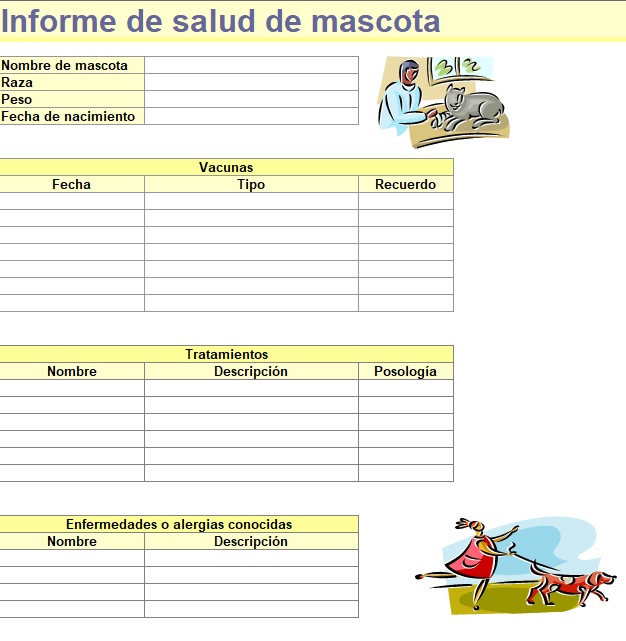 Informe de salud de mascota
Nombre de mascota
Raza
Peso
Fecha de nacimiento
Vacunas
Fecha Tipo Recuerdo
Tratamientos
Nombre Descripción Posología
Enfermedades o alergias conocidas
Nombre Descripción